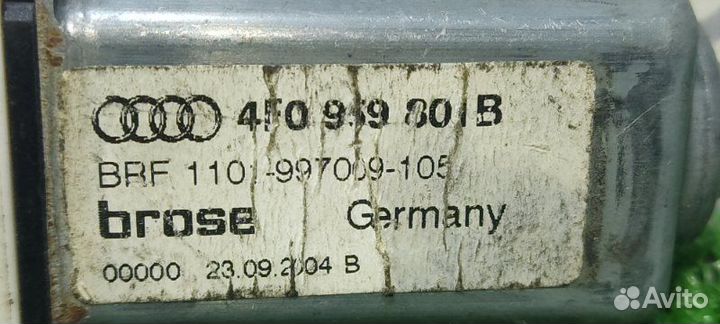 4F0 959 801B
BRF 1101-997009-105
brose Germany
00000 23.09.2004 B
Avito